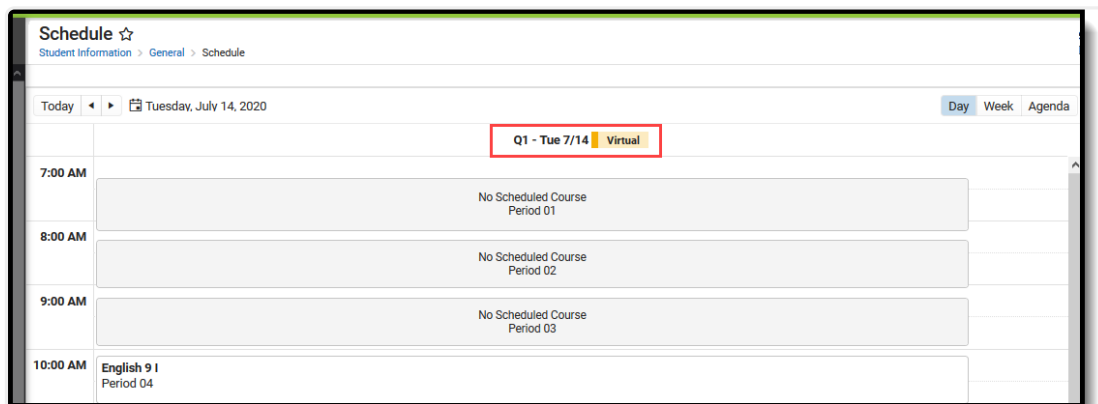 Schedule
Student Information > General > Schedule
Today Tuesday, July 14, 2020 Day Week Agenda
Q1 - Tue 7/14 Virtual
7:00 AM
No Scheduled Course
Period 01
8:00 AM
No Scheduled Course
Period 02
9:00 AM
No Scheduled Course
Period 03
10:00 AM
English 9 I
Period 04